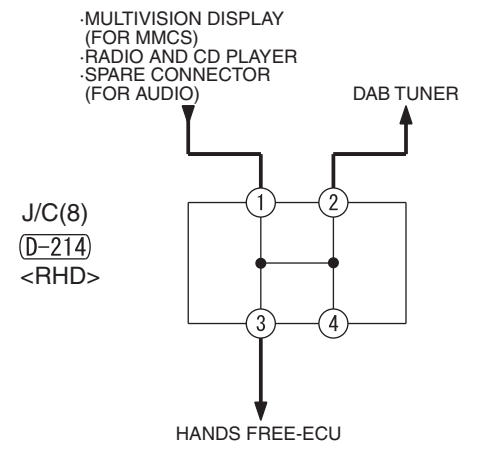 ·MULTIVISION DISPLAY
(FOR MMCS)
·RADIO AND CD PLAYER
·SPARE CONNECTOR
(FOR AUDIO)
DAB TUNER
1
2
J/C(8)
(D-214)
<RHD>
3
4
HANDS FREE-ECU